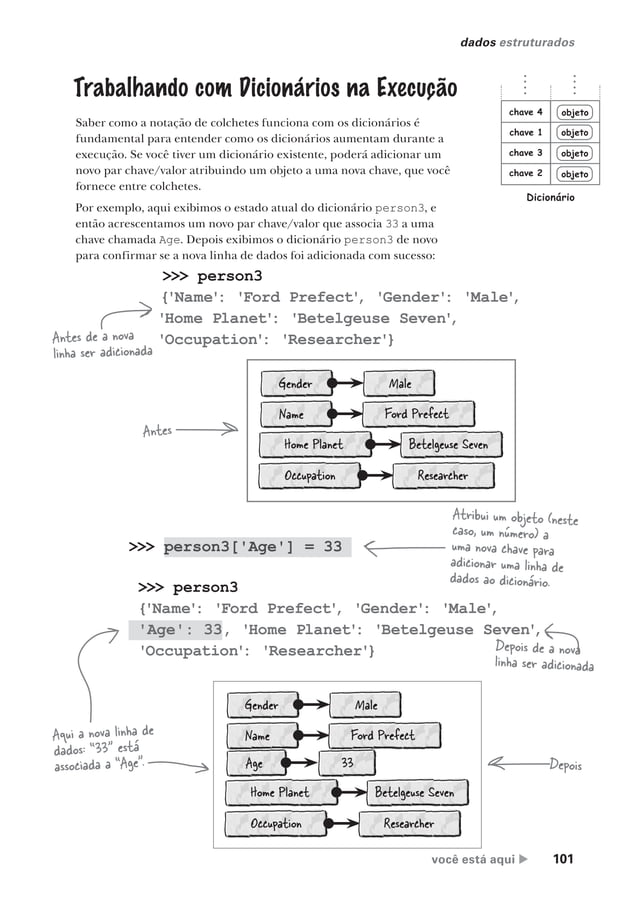 dados estruturados
Trabalhando com Dicionários na Execução
Saber como a notação de colchetes funciona com os dicionários é
fundamental para entender como os dicionários aumentam durante a
execução. Se você tiver um dicionário existente, poderá adicionar um
novo par chave/valor atribuindo um objeto a uma nova chave, que você
fornece entre colchetes.
chave 4 objeto
chave 1 objeto
chave 3 objeto
chave 2 objeto
Dicionário
Por exemplo, aqui exibimos o estado atual do dicionário person3, e
então acrescentamos um novo par chave/valor que associa 33 a uma
chave chamada Age. Depois exibimos o dicionário person3 de novo
para confirmar se a nova linha de dados foi adicionada com sucesso:
>>> person3
{'Name': 'Ford Prefect', 'Gender': 'Male',
'Home Planet': 'Betelgeuse Seven',
'Occupation': 'Researcher'}
Antes de a nova
linha ser adicionada
Gender Male
Name Ford Prefect
Home Planet Betelgeuse Seven
Occupation Researcher
Antes
>>> person3['Age'] = 33
Atribui um objeto (neste
caso, um número) a
uma nova chave para
adicionar uma linha de
dados ao dicionário.
>>> person3
{'Name': 'Ford Prefect', 'Gender': 'Male',
'Age': 33, 'Home Planet': 'Betelgeuse Seven',
'Occupation': 'Researcher'}
Depois de a nova
linha ser adicionada
Aqui a nova linha de
dados: "33" está
associada a "Age".
Gender Male
Name Ford Prefect
Age 33
Home Planet Betelgeuse Seven
Occupation Researcher
Depois
você está aqui ▶ 101